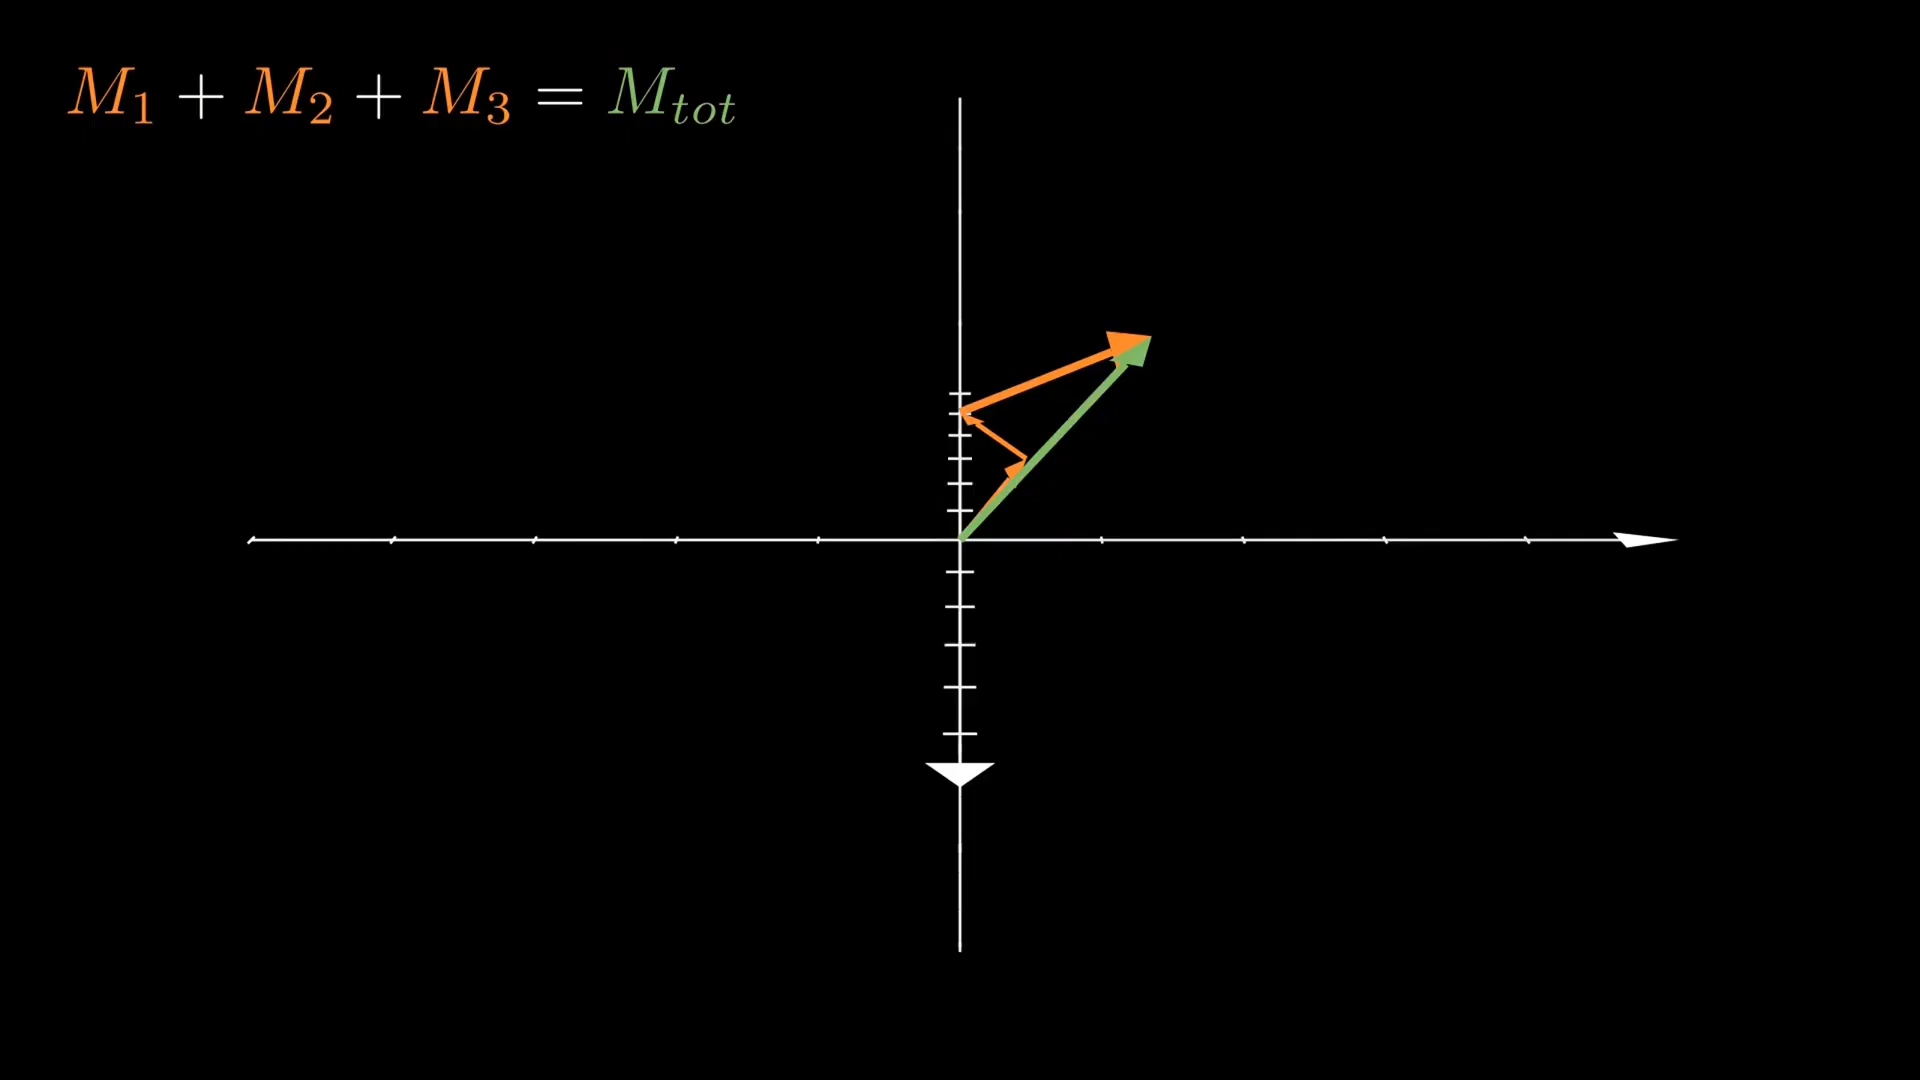 M₁ + M₂ + M₃ = Mₜₒₜ